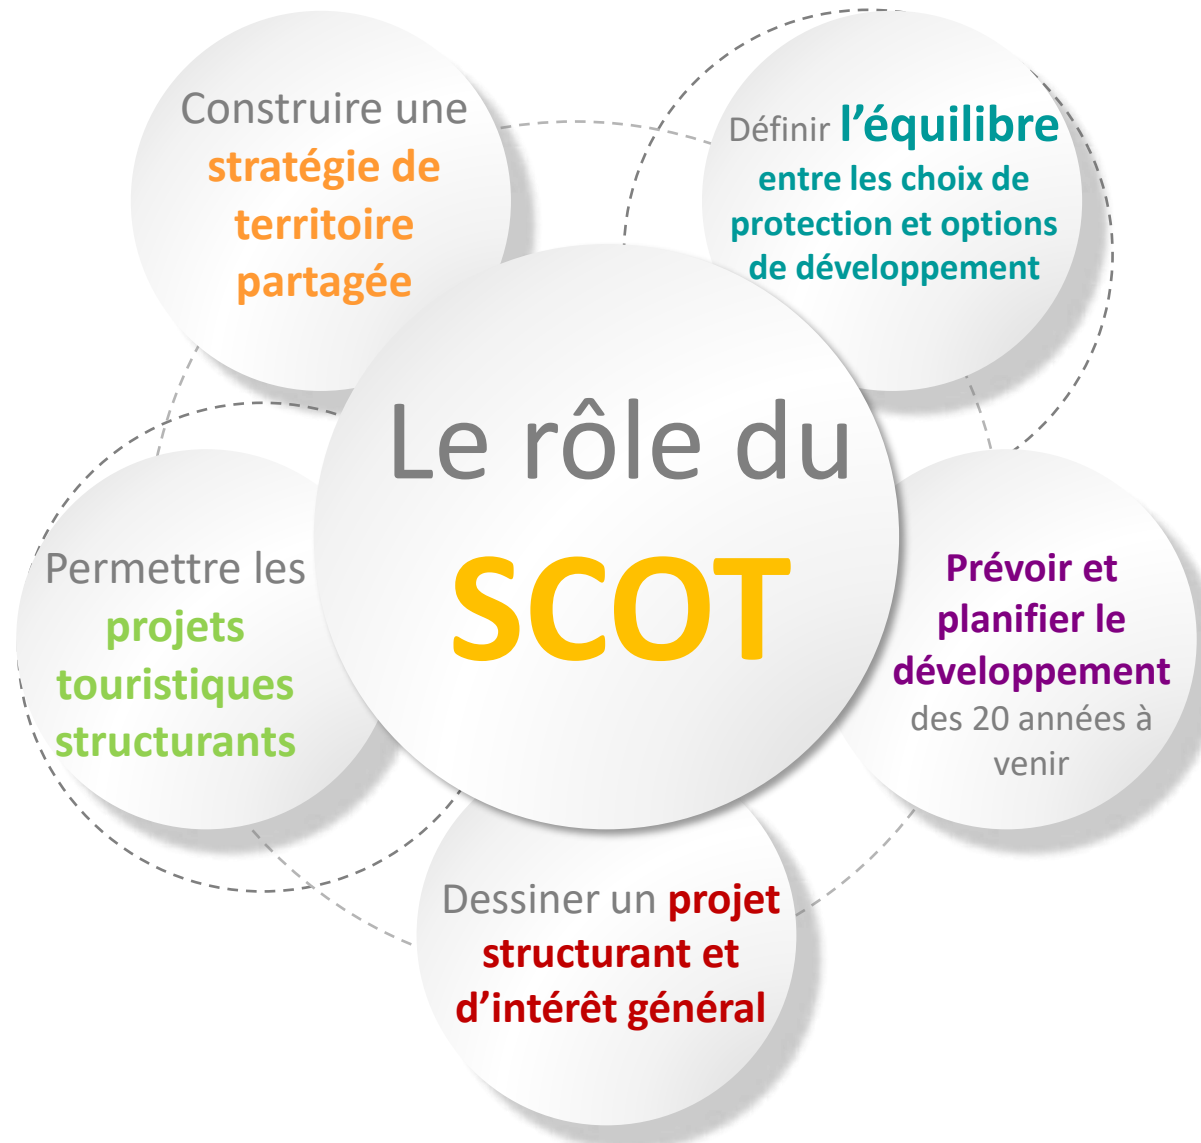 Construire une
stratégie de
territoire
partagée
Définir l’équilibre
entre les choix de
protection et options
de développement
Le rôle du
SCOT
Permettre les
projets
touristiques
structurants
Prévoir et
planifier le
développement
des 20 années à
venir
Dessiner un projet
structurant et
d’intérêt général